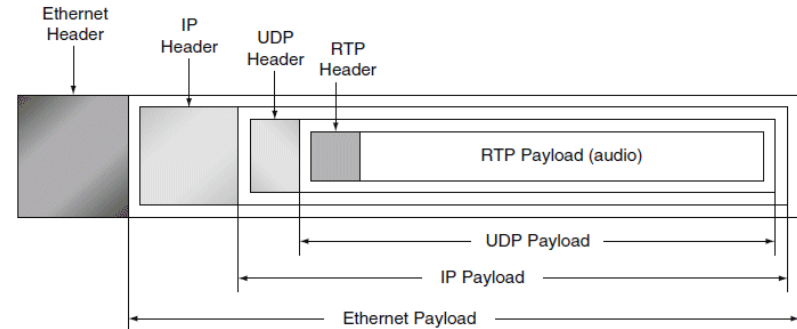 Ethernet
Header
IP
Header
UDP
Header
RTP
Header
RTP Payload (audio)
UDP Payload
IP Payload
Ethernet Payload